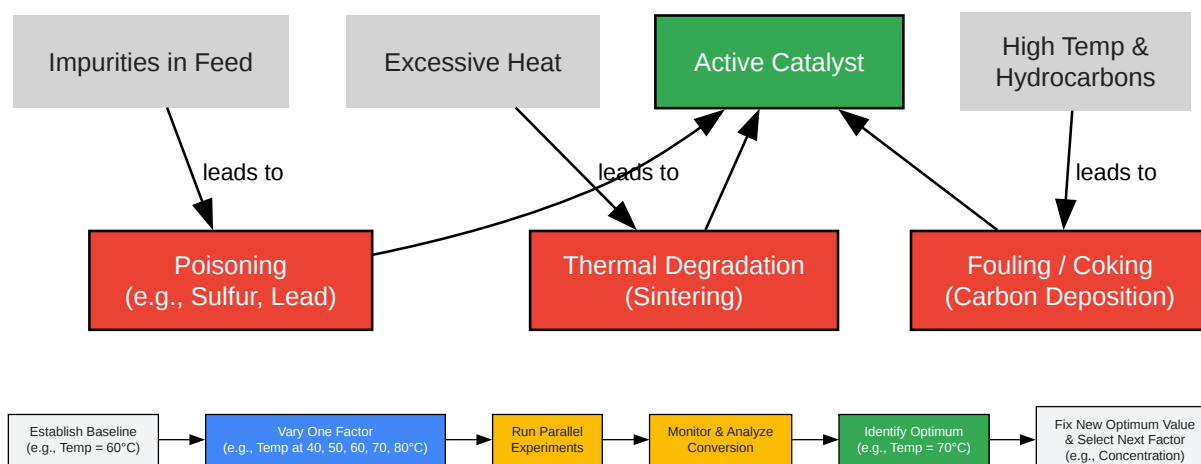 Impurities in Feed
Excessive Heat
Active Catalyst
High Temp &
Hydrocarbons
leads to
leads to
leads to
Poisoning
(e.g., Sulfur, Lead)
Thermal Degradation
(Sintering)
Fouling / Coking
(Carbon Deposition)
Establish Baseline
(e.g., Temp = 60°C)
Vary One Factor
(e.g., Temp at 40, 50, 60, 70, 80°C)
Run Parallel
Experiments
Monitor & Analyze
Conversion
Identify Optimum
(e.g., Temp = 70°C)
Fix New Optimum Value
& Select Next Factor
(e.g., Concentration)